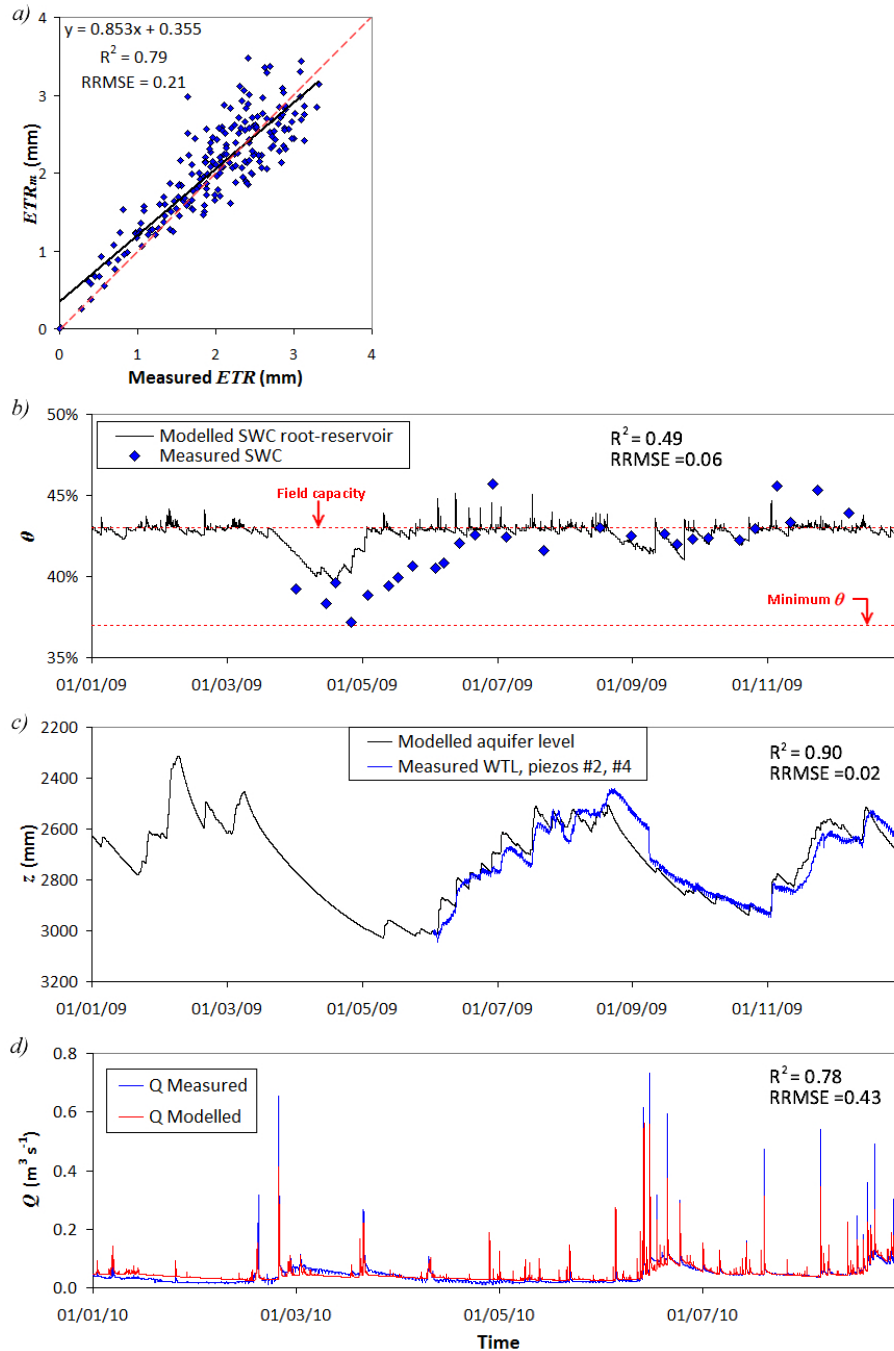 a)
y = 0.853x + 0.355
R² = 0.79
RRMSE = 0.21
4
3
2
1
0
ETRm (mm)
0 1 2 3 4
Measured ETR (mm)
b)
50%
45%
40%
35%
θ
Modelled SWC root-reservoir
Measured SWC
R² = 0.49
RRMSE =0.06
Field capacity
Minimum θ
01/01/09 01/03/09 01/05/09 01/07/09 01/09/09 01/11/09
c)
2200
2400
2600
2800
3000
3200
z (mm)
Modelled aquifer level
Measured WTL, piezos #2, #4
R² = 0.90
RRMSE =0.02
01/01/09 01/03/09 01/05/09 01/07/09 01/09/09 01/11/09
d)
0.8
0.6
0.4
0.2
0.0
Q (m³ s⁻¹)
Q Measured
Q Modelled
R² = 0.78
RRMSE =0.43
01/01/10 01/03/10 01/05/10 01/07/10
Time